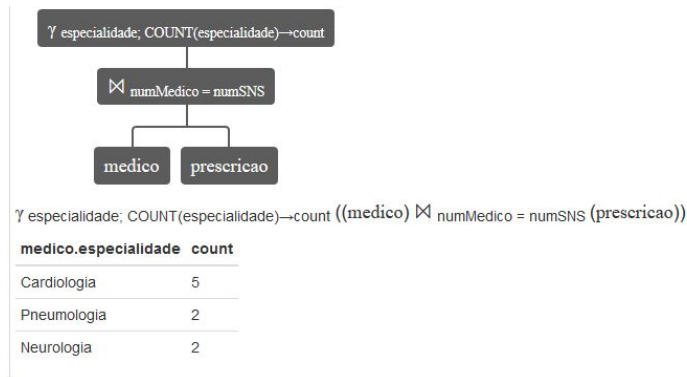 γ especialidade; COUNT(especialidade)→count
⋈ numMedico = numSNS
medico prescricao
γ especialidade; COUNT(especialidade)→count ((medico) ⋈ numMedico = numSNS (prescricao))
medico.especialidade count
Cardiologia 5
Pneumologia 2
Neurologia 2